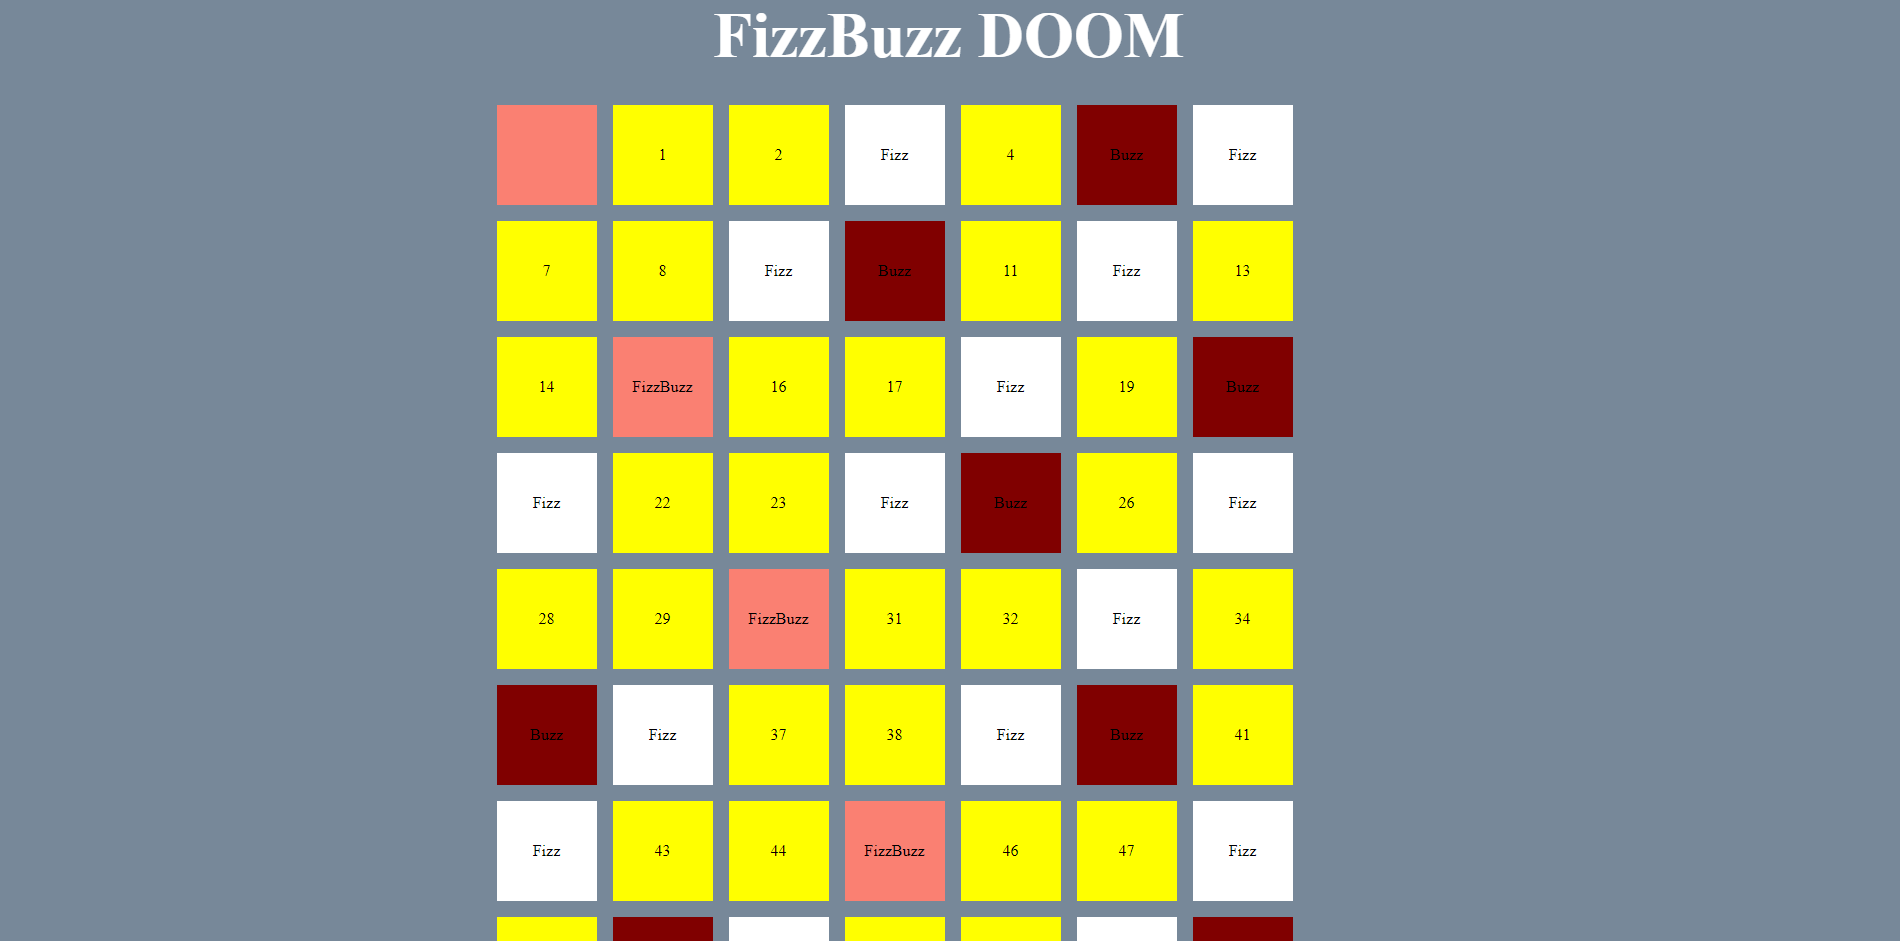 FizzBuzz DOOM
1 2 Fizz 4 Buzz Fizz
7 8 Fizz Buzz 11 Fizz 13
14 FizzBuzz 16 17 Fizz 19 Buzz
Fizz 22 23 Fizz Buzz 26 Fizz
28 29 FizzBuzz 31 32 Fizz 34
Buzz Fizz 37 38 Fizz Buzz 41
Fizz 43 44 FizzBuzz 46 47 Fizz